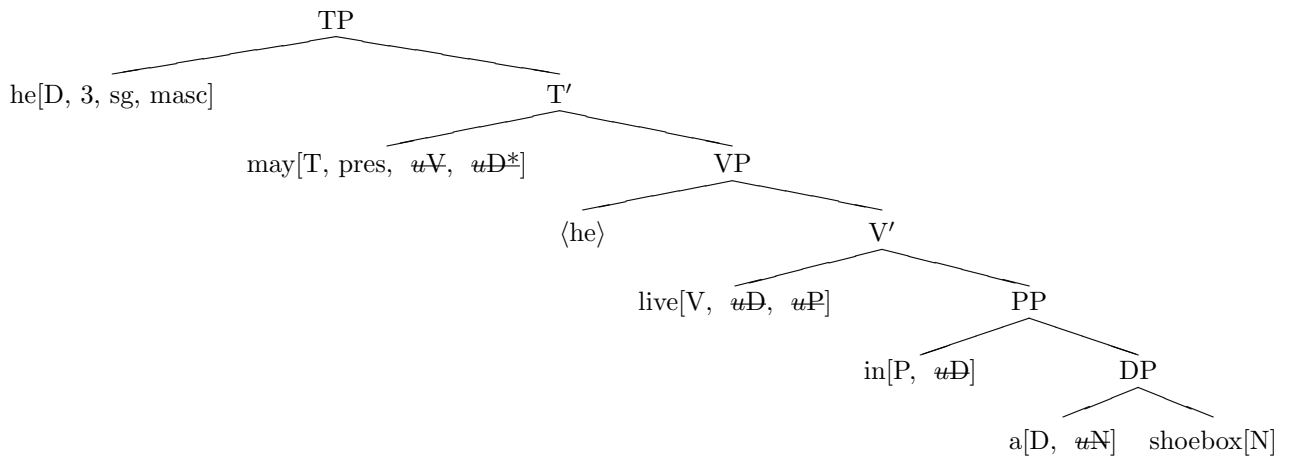 TP
he[D, 3, sg, masc] T′
may[T, pres, uV, uD*] VP
⟨he⟩ V′
live[V, uD, uP] PP
in[P, uD] DP
a[D, uN] shoebox[N]